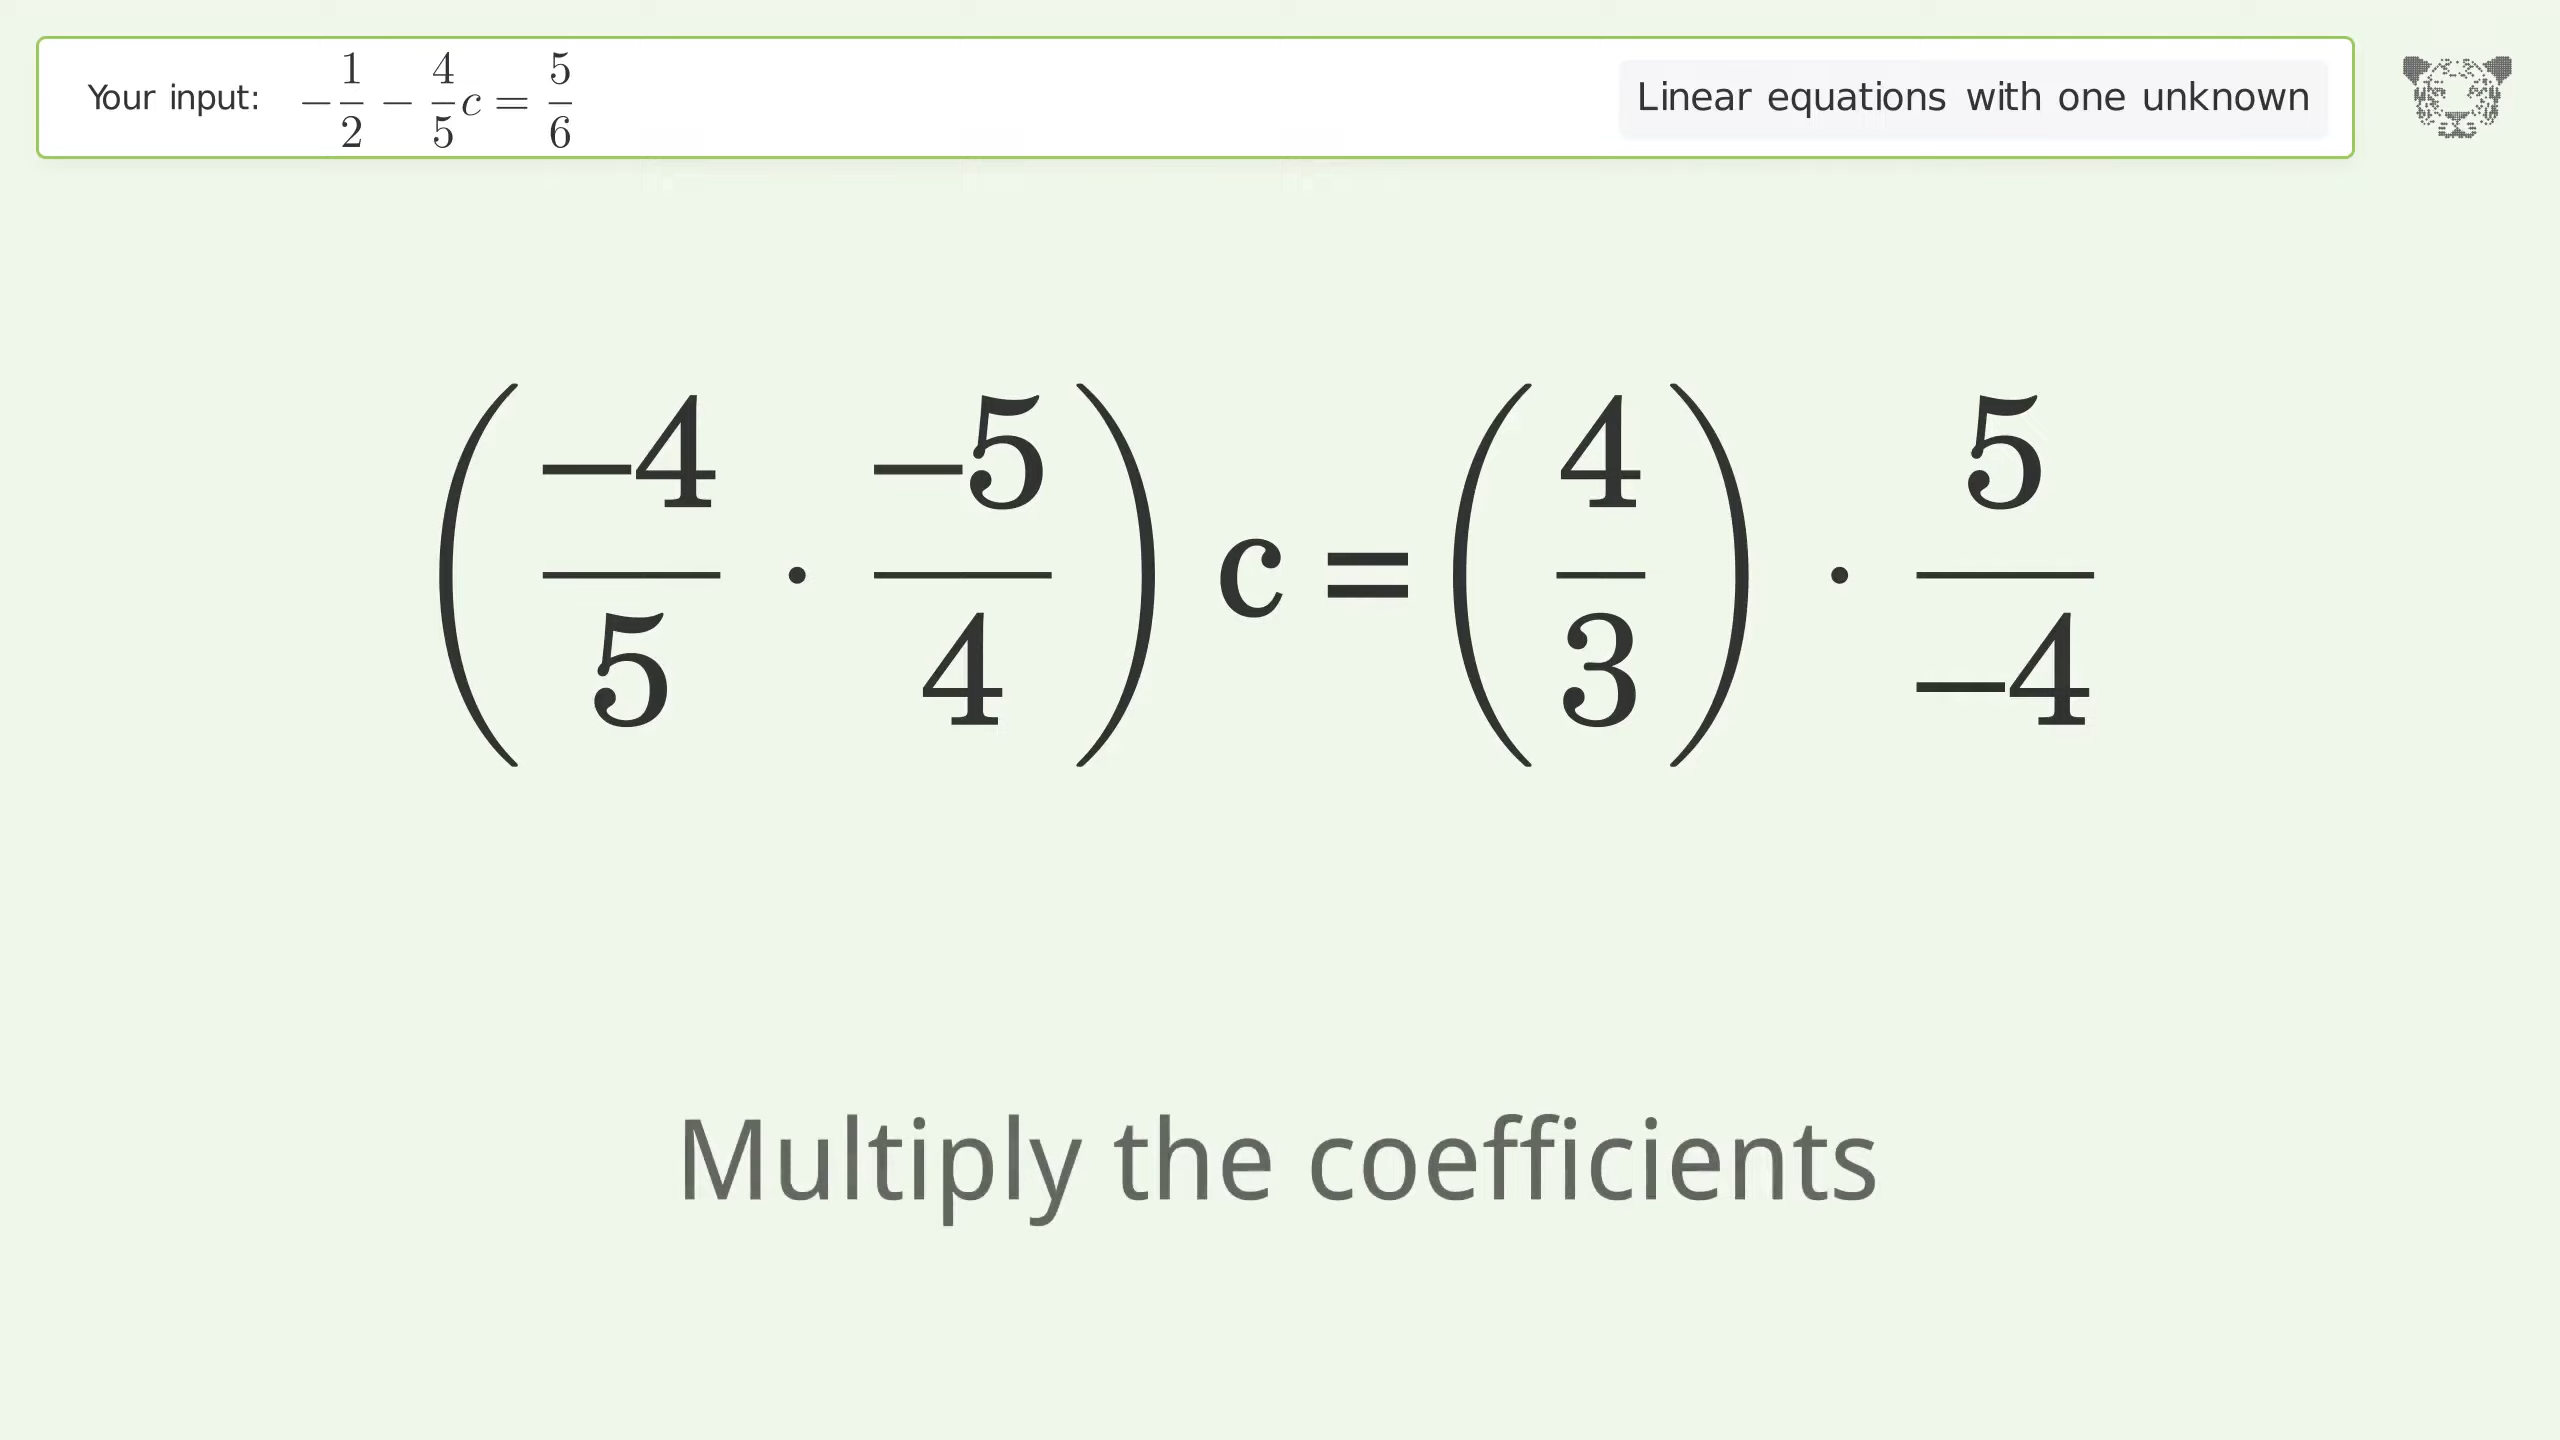 Your input: −1/2 − 4/5 c = 5/6
Linear equations with one unknown
(−4/5 · −5/4) c = (4/3) · 5/−4
Multiply the coefficients